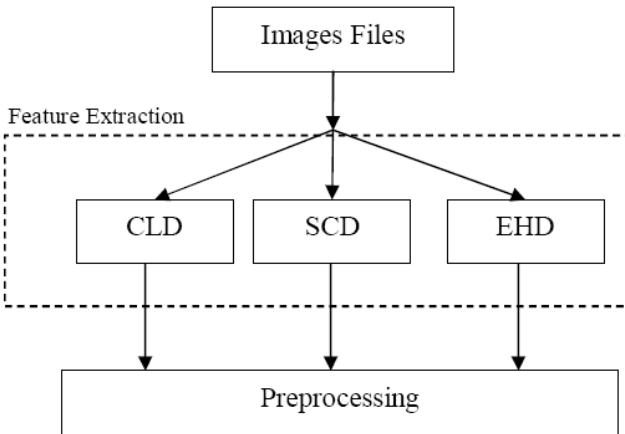 Images Files
Feature Extraction
CLD
SCD
EHD
Preprocessing